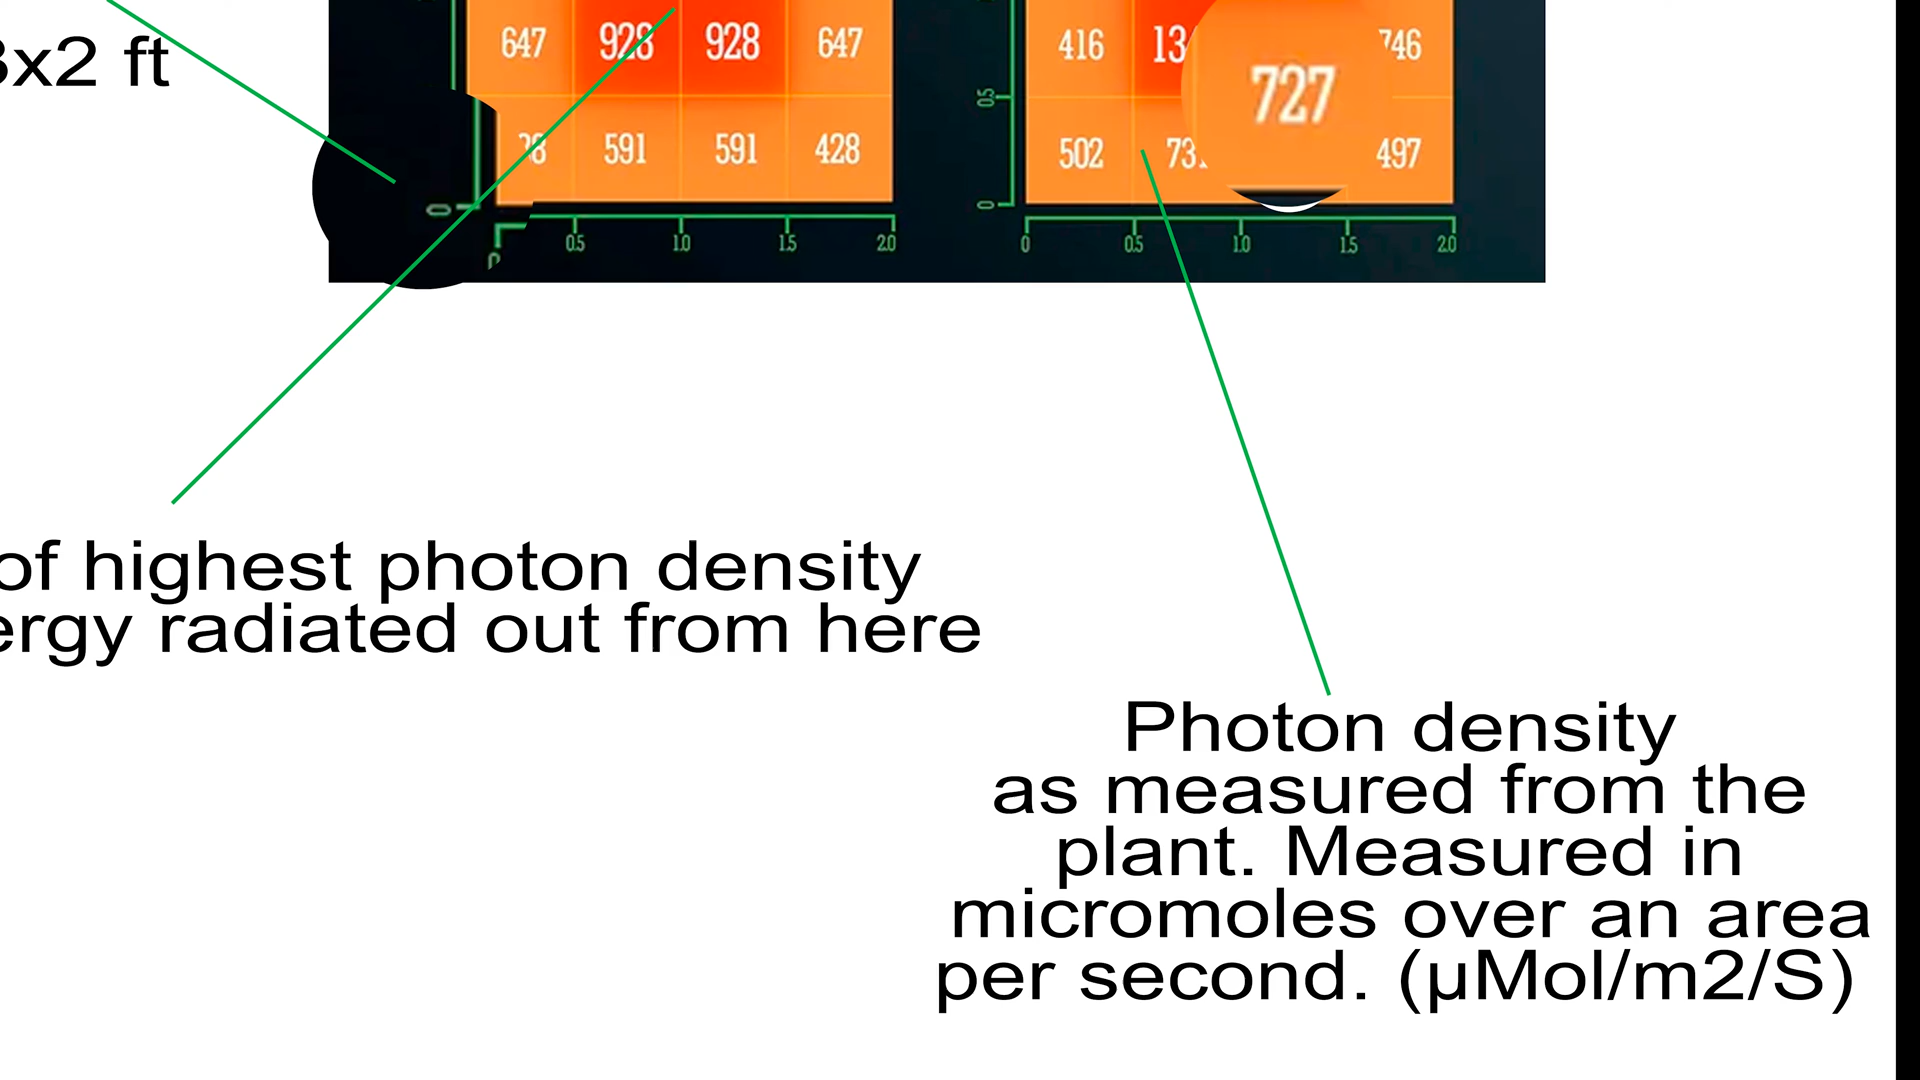 3x2 ft
647 928 928 647
591 591 428
0
0.5 1.0 1.5 2.0
416 746
727
0.5
502 497
0
0 0.5 1.0 1.5 2.0
of highest photon density
radiated out from here
Photon density
as measured from the
plant. Measured in
micromoles over an area
per second. (µMol/m2/S)